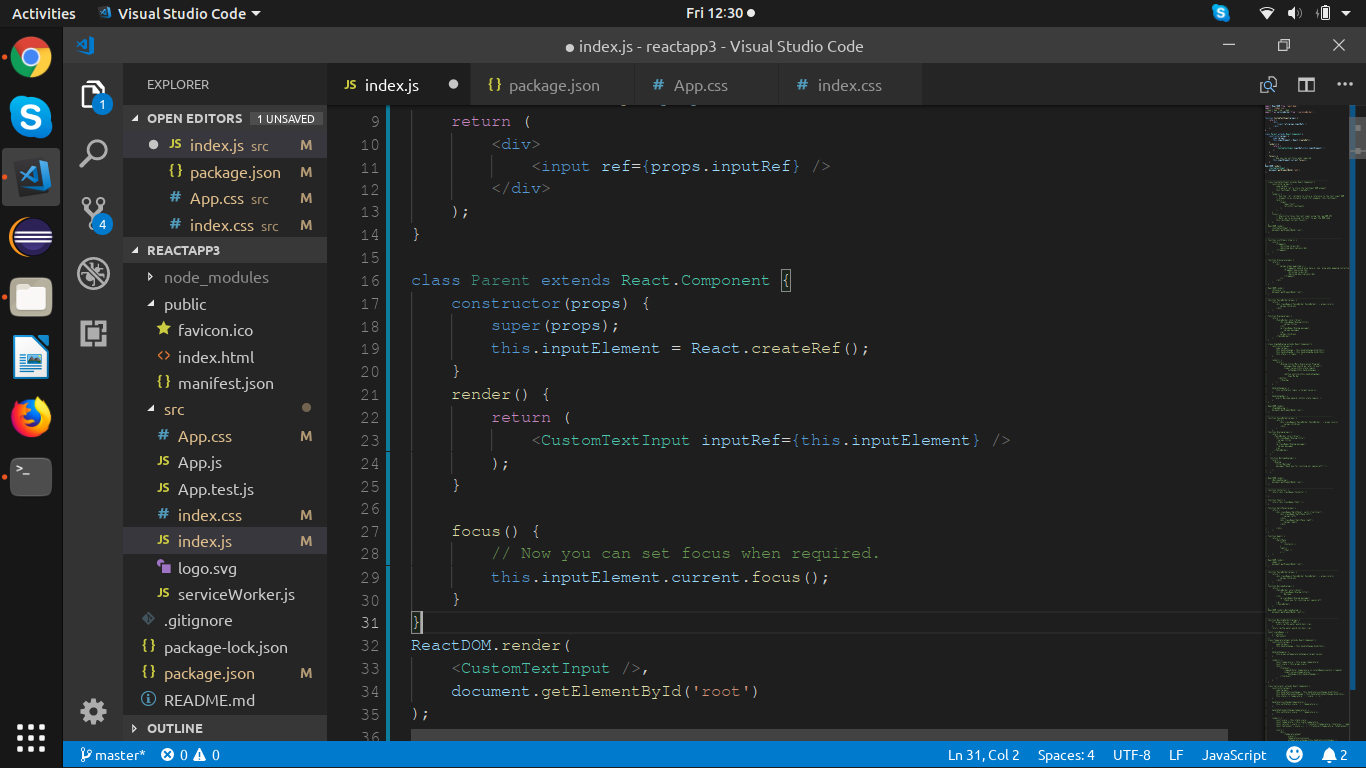 Activities
Visual Studio Code
Fri 12:30
index.js - reactapp3 - Visual Studio Code
EXPLORER
JS index.js
{} package.json
# App.css
# index.css
OPEN EDITORS 1 UNSAVED
JS index.js src M
{} package.json M
# App.css src M
# index.css src M
REACTAPP3
node_modules
public
favicon.ico
<> index.html
{} manifest.json
src
# App.css M
JS App.js
JS App.test.js
# index.css M
JS index.js M
logo.svg
JS serviceWorker.js
.gitignore
{} package-lock.json
{} package.json M
README.md
OUTLINE
1
4
9 return (
10 <div>
11 <input ref={props.inputRef} />
12 </div>
13 );
14 }
15
16 class Parent extends React.Component {
17 constructor(props) {
18 super(props);
19 this.inputElement = React.createRef();
20 }
21 render() {
22 return (
23 <CustomTextInput inputRef={this.inputElement} />
24 );
25 }
26
27 focus() {
28 // Now you can set focus when required.
29 this.inputElement.current.focus();
30 }
31 }
32 ReactDOM.render(
33 <CustomTextInput />,
34 document.getElementById('root')
35 );
36
master* 0 0 Ln 31, Col 2 Spaces: 4 UTF-8 LF JavaScript 2